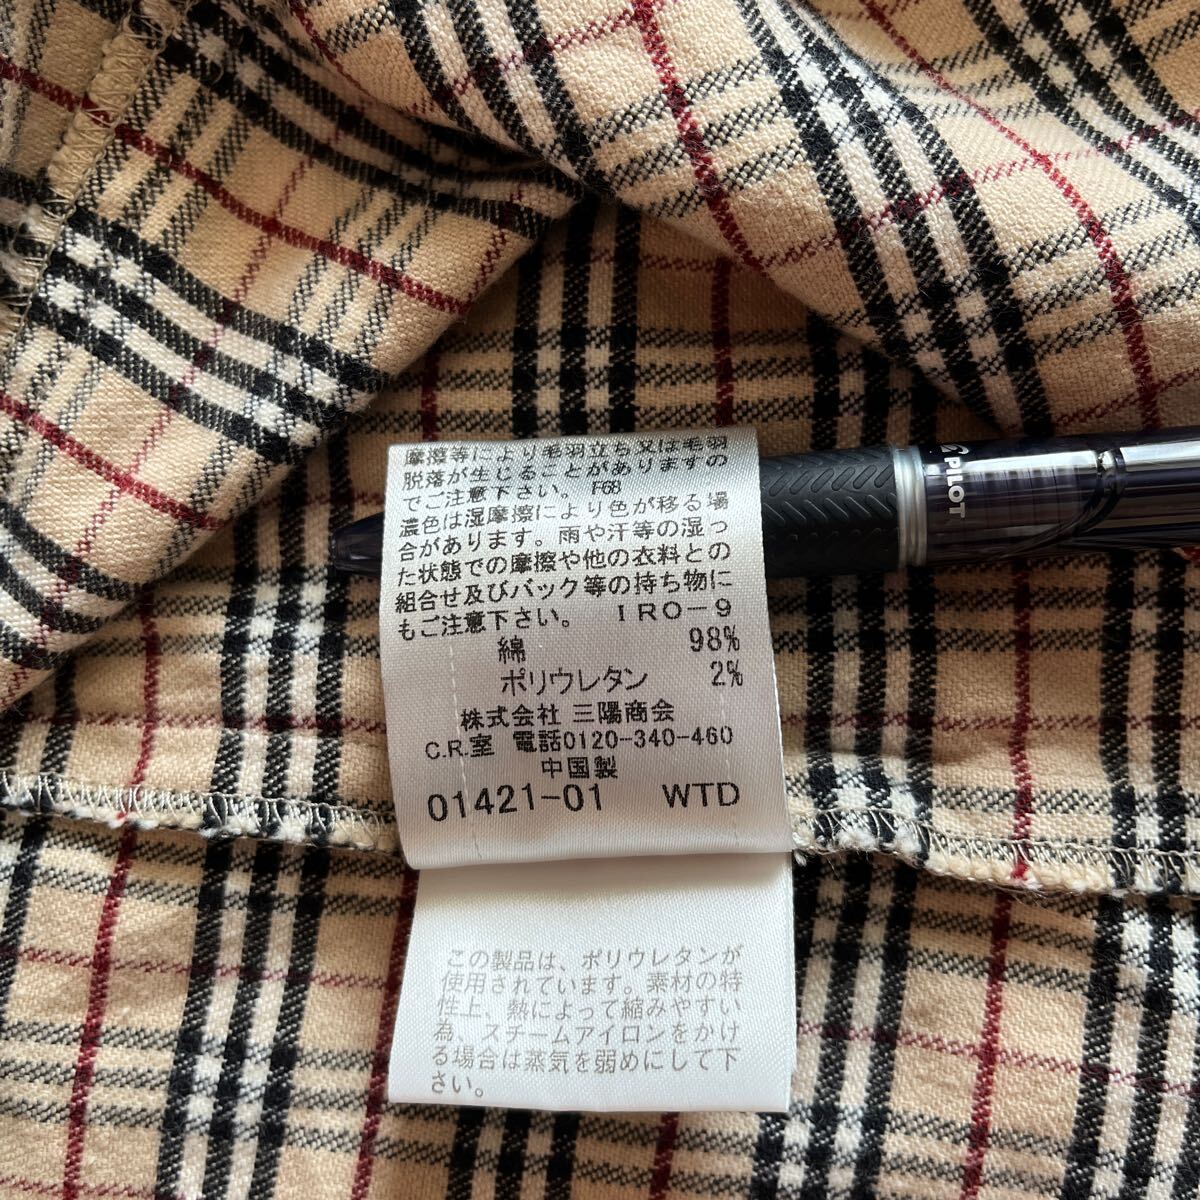 摩擦等により毛羽立ち又は毛羽
脱落が生じることがありますの
でご注意下さい。 F68
濃色は湿摩擦により色が移る場
合があります。雨や汗等の湿っ
た状態での摩擦や他の衣料との
組合せ及びバック等の持ち物に
もご注意下さい。 IRO-9
綿 98%
ポリウレタン 2%
株式会社 三陽商会
C.R.室 電話0120-340-460
中国製
01421-01 WTD
PILOT
この製品は、ポリウレタンが
使用されています。素材の特
性上、熱によって縮みやすい
為、スチームアイロンをかけ
る場合は蒸気を弱めにして下
さい。